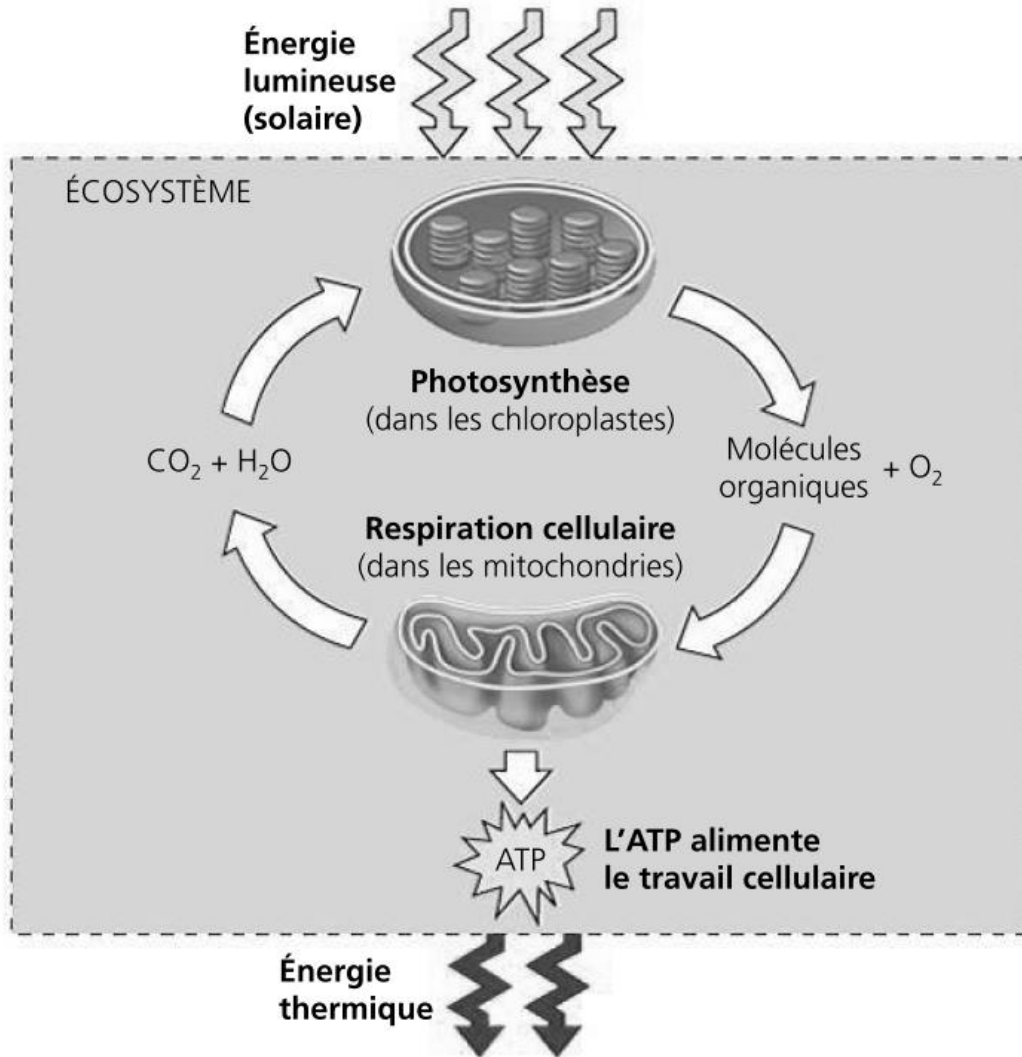 Énergie
lumineuse
(solaire)
ÉCOSYSTÈME
Photosynthèse
(dans les chloroplastes)
CO₂ + H₂O
Molécules
organiques + O₂
Respiration cellulaire
(dans les mitochondries)
ATP
L’ATP alimente
le travail cellulaire
Énergie
thermique